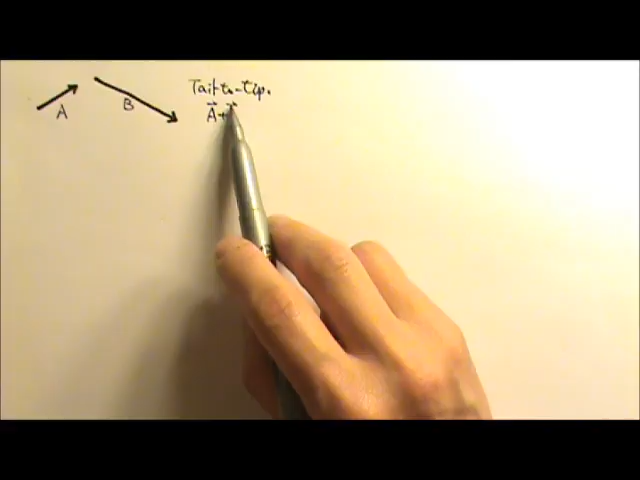 A
B
Tail-to-Tip.
A⃗ +